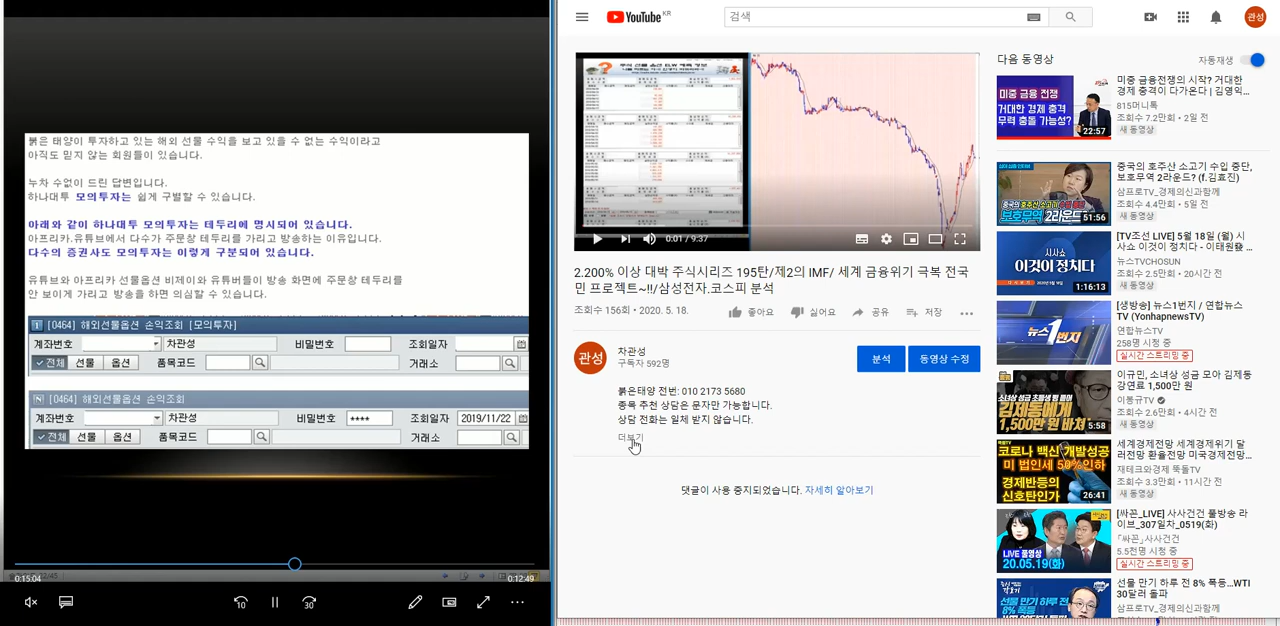 붉은 태양이 투자하고 있는 해외 선물 수익을 보고 있을 수 없는 수익이라고
아직도 믿지 않는 회원들이 있습니다.
누차 수없이 드린 답변입니다.
하나대투 모의투자는 쉽게 구별할 수 있습니다.
아래와 같이 하나대투 모의투자는 테두리에 명시되어 있습니다.
아프리카.유튜브에서 다수가 주문창 테두리를 가리고 방송하는 이유입니다.
다수의 증권사도 모의투자는 이렇게 구분되어 있습니다.
유튜브와 아프리카 선물옵션 비제이와 유튜버들이 방송 화면에 주문창 테두리를
안 보이게 가리고 방송을 하면 의심할 수 있습니다.
[0464] 해외선물옵션 손익조회 [모의투자]
계좌번호 차관성 비밀번호 조회일자
전체 선물 옵션 품목코드 거래소
[0464] 해외선물옵션 손익조회
계좌번호 차관성 비밀번호 **** 조회일자 2019/11/22
전체 선물 옵션 품목코드 거래소
0:15:04
0:12:49
10
30
YouTube KR
검색
관성
0:01 / 9:37
2.200% 이상 대박 주식시리즈 195탄/제2의 IMF/ 세계 금융위기 극복 전국
민 프로젝트~!!/삼성전자.코스피 분석
조회수 156회 • 2020. 5. 18.
좋아요 싫어요 공유 저장
관성
차관성
구독자 592명
분석
동영상 수정
붉은태양 전번: 010 2173 5680
종목 추천 상담은 문자만 가능합니다.
상담 전화는 일체 받지 않습니다.
더보기
댓글이 사용 중지되었습니다. 자세히 알아보기
다음 동영상
자동재생
미중 금융 전쟁
거대한 경제 충격
무력 충돌 가능성?
22:57
미중 금융전쟁의 시작? 거대한
경제 충격이 다가온다 | 김영익...
815머니톡
조회수 7.2만회 • 2일 전
새 동영상
보호무역 2라운드?
51:56
중국의 호주산 소고기 수입 중단,
보호무역 2라운드? (f.김효진)
삼프로TV_경제의신과함께
조회수 4.4만회 • 5일 전
새 동영상
시사쇼
이것이 정치다
1:16:13
[TV조선 LIVE] 5월 18일 (월) 시
사쇼 이것이 정치다 - 이태원發 ...
뉴스TVCHOSUN
조회수 2.5만회 • 20시간 전
새 동영상
뉴스1번지
[생방송] 뉴스1번지 / 연합뉴스
TV (YonhapnewsTV)
연합뉴스TV
258명 시청 중
실시간 스트리밍 중
소녀상 성금 초콜생 팀 들어
김제동에게
1,500만 원
5:58
이규민, 소녀상 성금 모아 김제동
강연료 1,500만 원
이봉규TV
조회수 2.6만회 • 4시간 전
새 동영상
코로나 백신 개발성공
미 법인세 50%인하
경제반등의
신호탄인가
26:41
세계경제전망 세계경제위기 달
러전망 환율전망 미국경제전망...
재테크와경제 뚝돌TV
조회수 3.3만회 • 11시간 전
새 동영상
LIVE 풀영상
20.05.19(화)
[싸꼰_LIVE] 사사건건 풀방송 라
이브_307일차_0519(화)
「싸꼰」사사건건
5.5천명 시청 중
실시간 스트리밍 중
선물 만기 하루 전
8% 폭등
선물 만기 하루 전 8% 폭등…WTI
30달러 돌파
삼프로TV_경제의신과함께